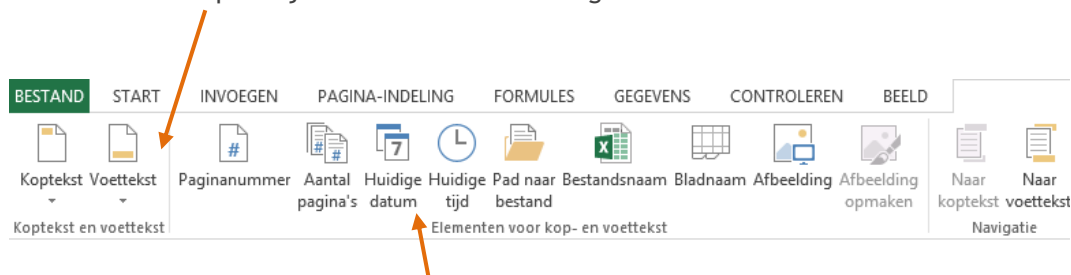 BESTAND START INVOEGEN PAGINA-INDELING FORMULES GEGEVENS CONTROLEREN BEELD
# # # 7 X
Koptekst Voettekst Paginanummer Aantal Huidige Huidige Pad naar Bestandsnaam Bladnaam Afbeelding Afbeelding Naar Naar
pagina's datum tijd bestand opmaken koptekst voettekst
Koptekst en voettekst Elementen voor kop- en voettekst Navigatie